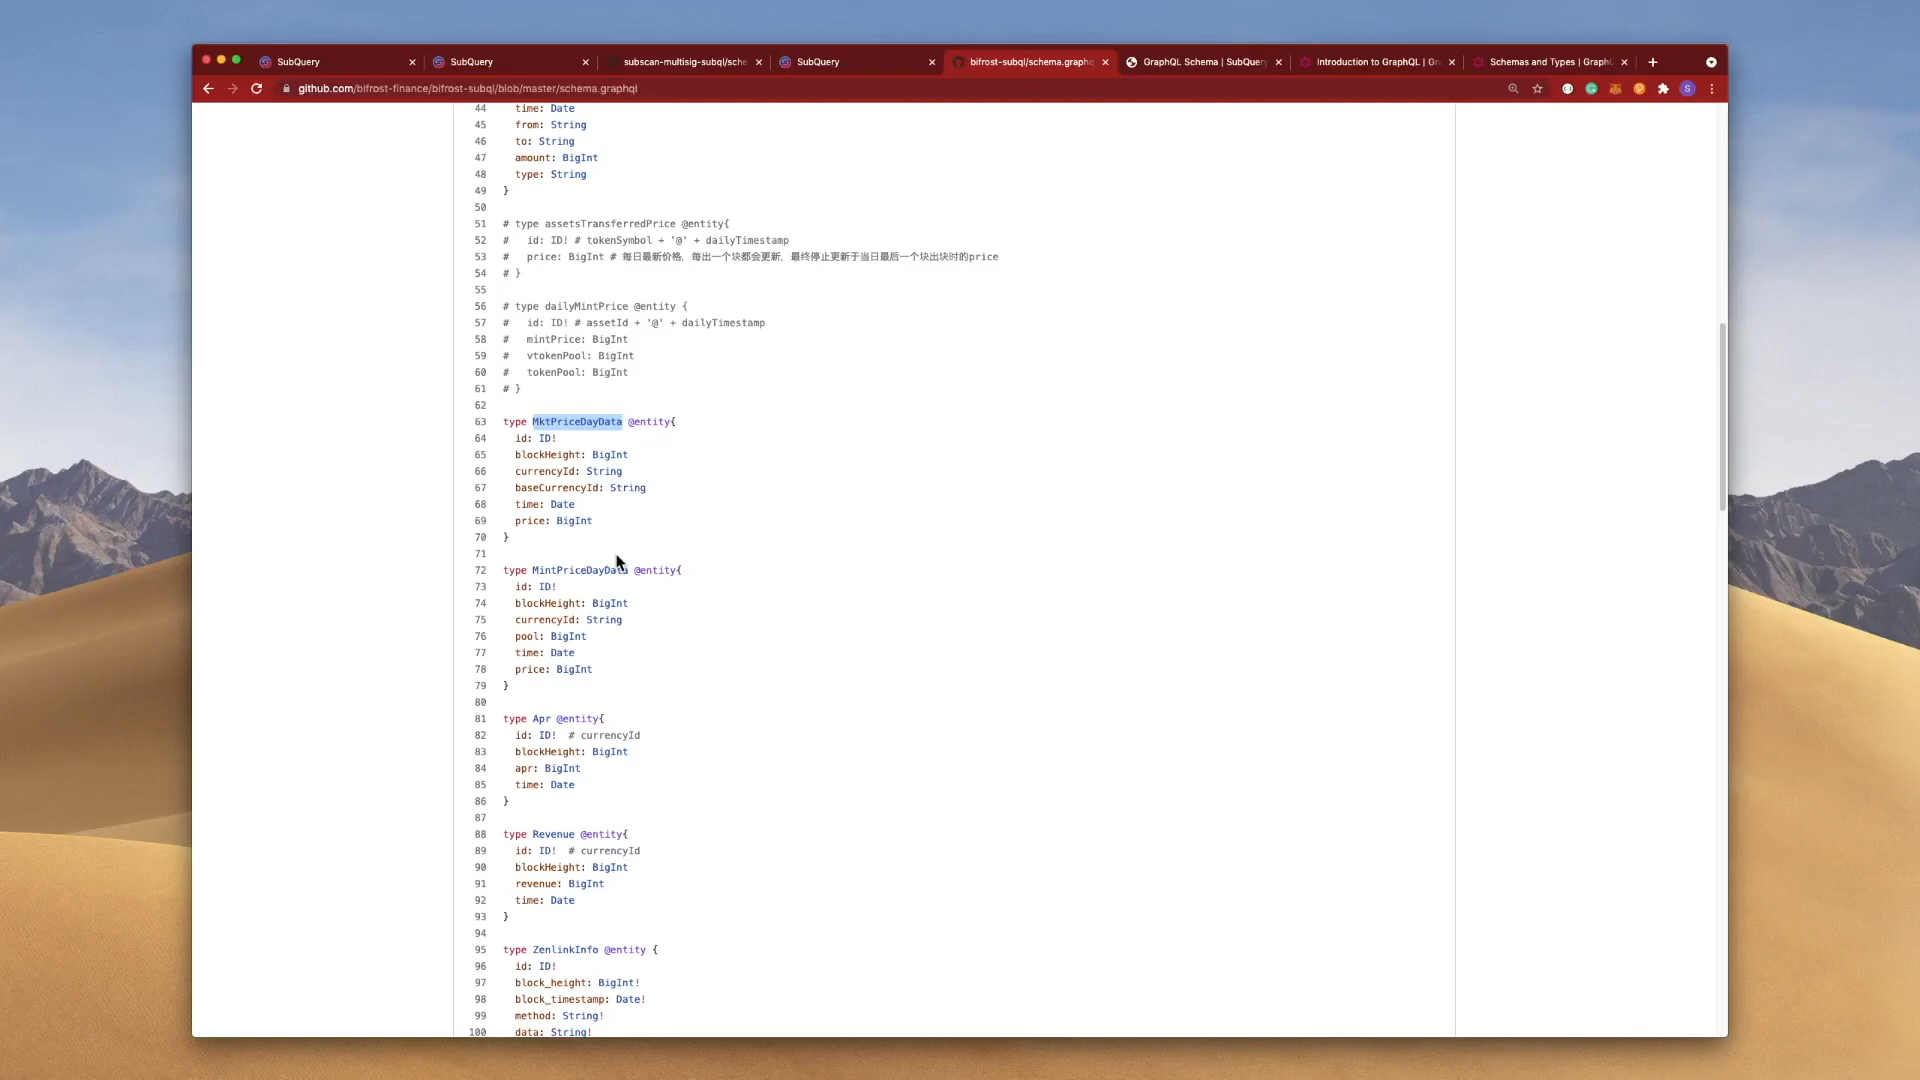 SubQuery
SubQuery
subscan-multisig-subql/sche
SubQuery
bifrost-subql/schema.graphq
GraphQL Schema | SubQuery
Introduction to GraphQL | Gr
Schemas and Types | GraphQ
github.com/bifrost-finance/bifrost-subql/blob/master/schema.graphql
S
44 time: Date
45 from: String
46 to: String
47 amount: BigInt
48 type: String
49 }
50
51 # type assetsTransferredPrice @entity{
52 # id: ID! # tokenSymbol + '@' + dailyTimestamp
53 # price: BigInt # 每日最新价格，每出一个块都会更新，最终停止更新于当日最后一个块出块时的price
54 # }
55
56 # type dailyMintPrice @entity {
57 # id: ID! # assetId + '@' + dailyTimestamp
58 # mintPrice: BigInt
59 # vtokenPool: BigInt
60 # tokenPool: BigInt
61 # }
62
63 type MktPriceDayData @entity{
64 id: ID!
65 blockHeight: BigInt
66 currencyId: String
67 baseCurrencyId: String
68 time: Date
69 price: BigInt
70 }
71
72 type MintPriceDayData @entity{
73 id: ID!
74 blockHeight: BigInt
75 currencyId: String
76 pool: BigInt
77 time: Date
78 price: BigInt
79 }
80
81 type Apr @entity{
82 id: ID! # currencyId
83 blockHeight: BigInt
84 apr: BigInt
85 time: Date
86 }
87
88 type Revenue @entity{
89 id: ID! # currencyId
90 blockHeight: BigInt
91 revenue: BigInt
92 time: Date
93 }
94
95 type ZenlinkInfo @entity {
96 id: ID!
97 block_height: BigInt!
98 block_timestamp: Date!
99 method: String!
100 data: String!